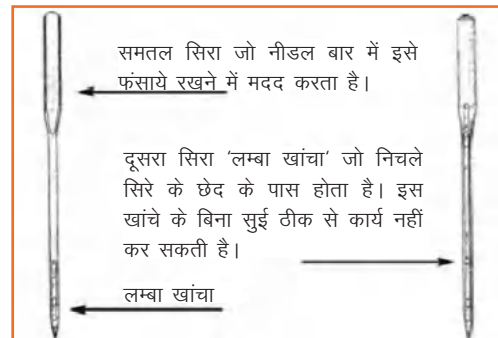 समतल सिरा जो नीडल बार में इसे
फंसाये रखने में मदद करता है।
दूसरा सिरा 'लम्बा खांचा' जो निचले
सिरे के छेद के पास होता है। इस
खांचे के बिना सुई ठीक से कार्य नहीं
कर सकती है।
लम्बा खांचा